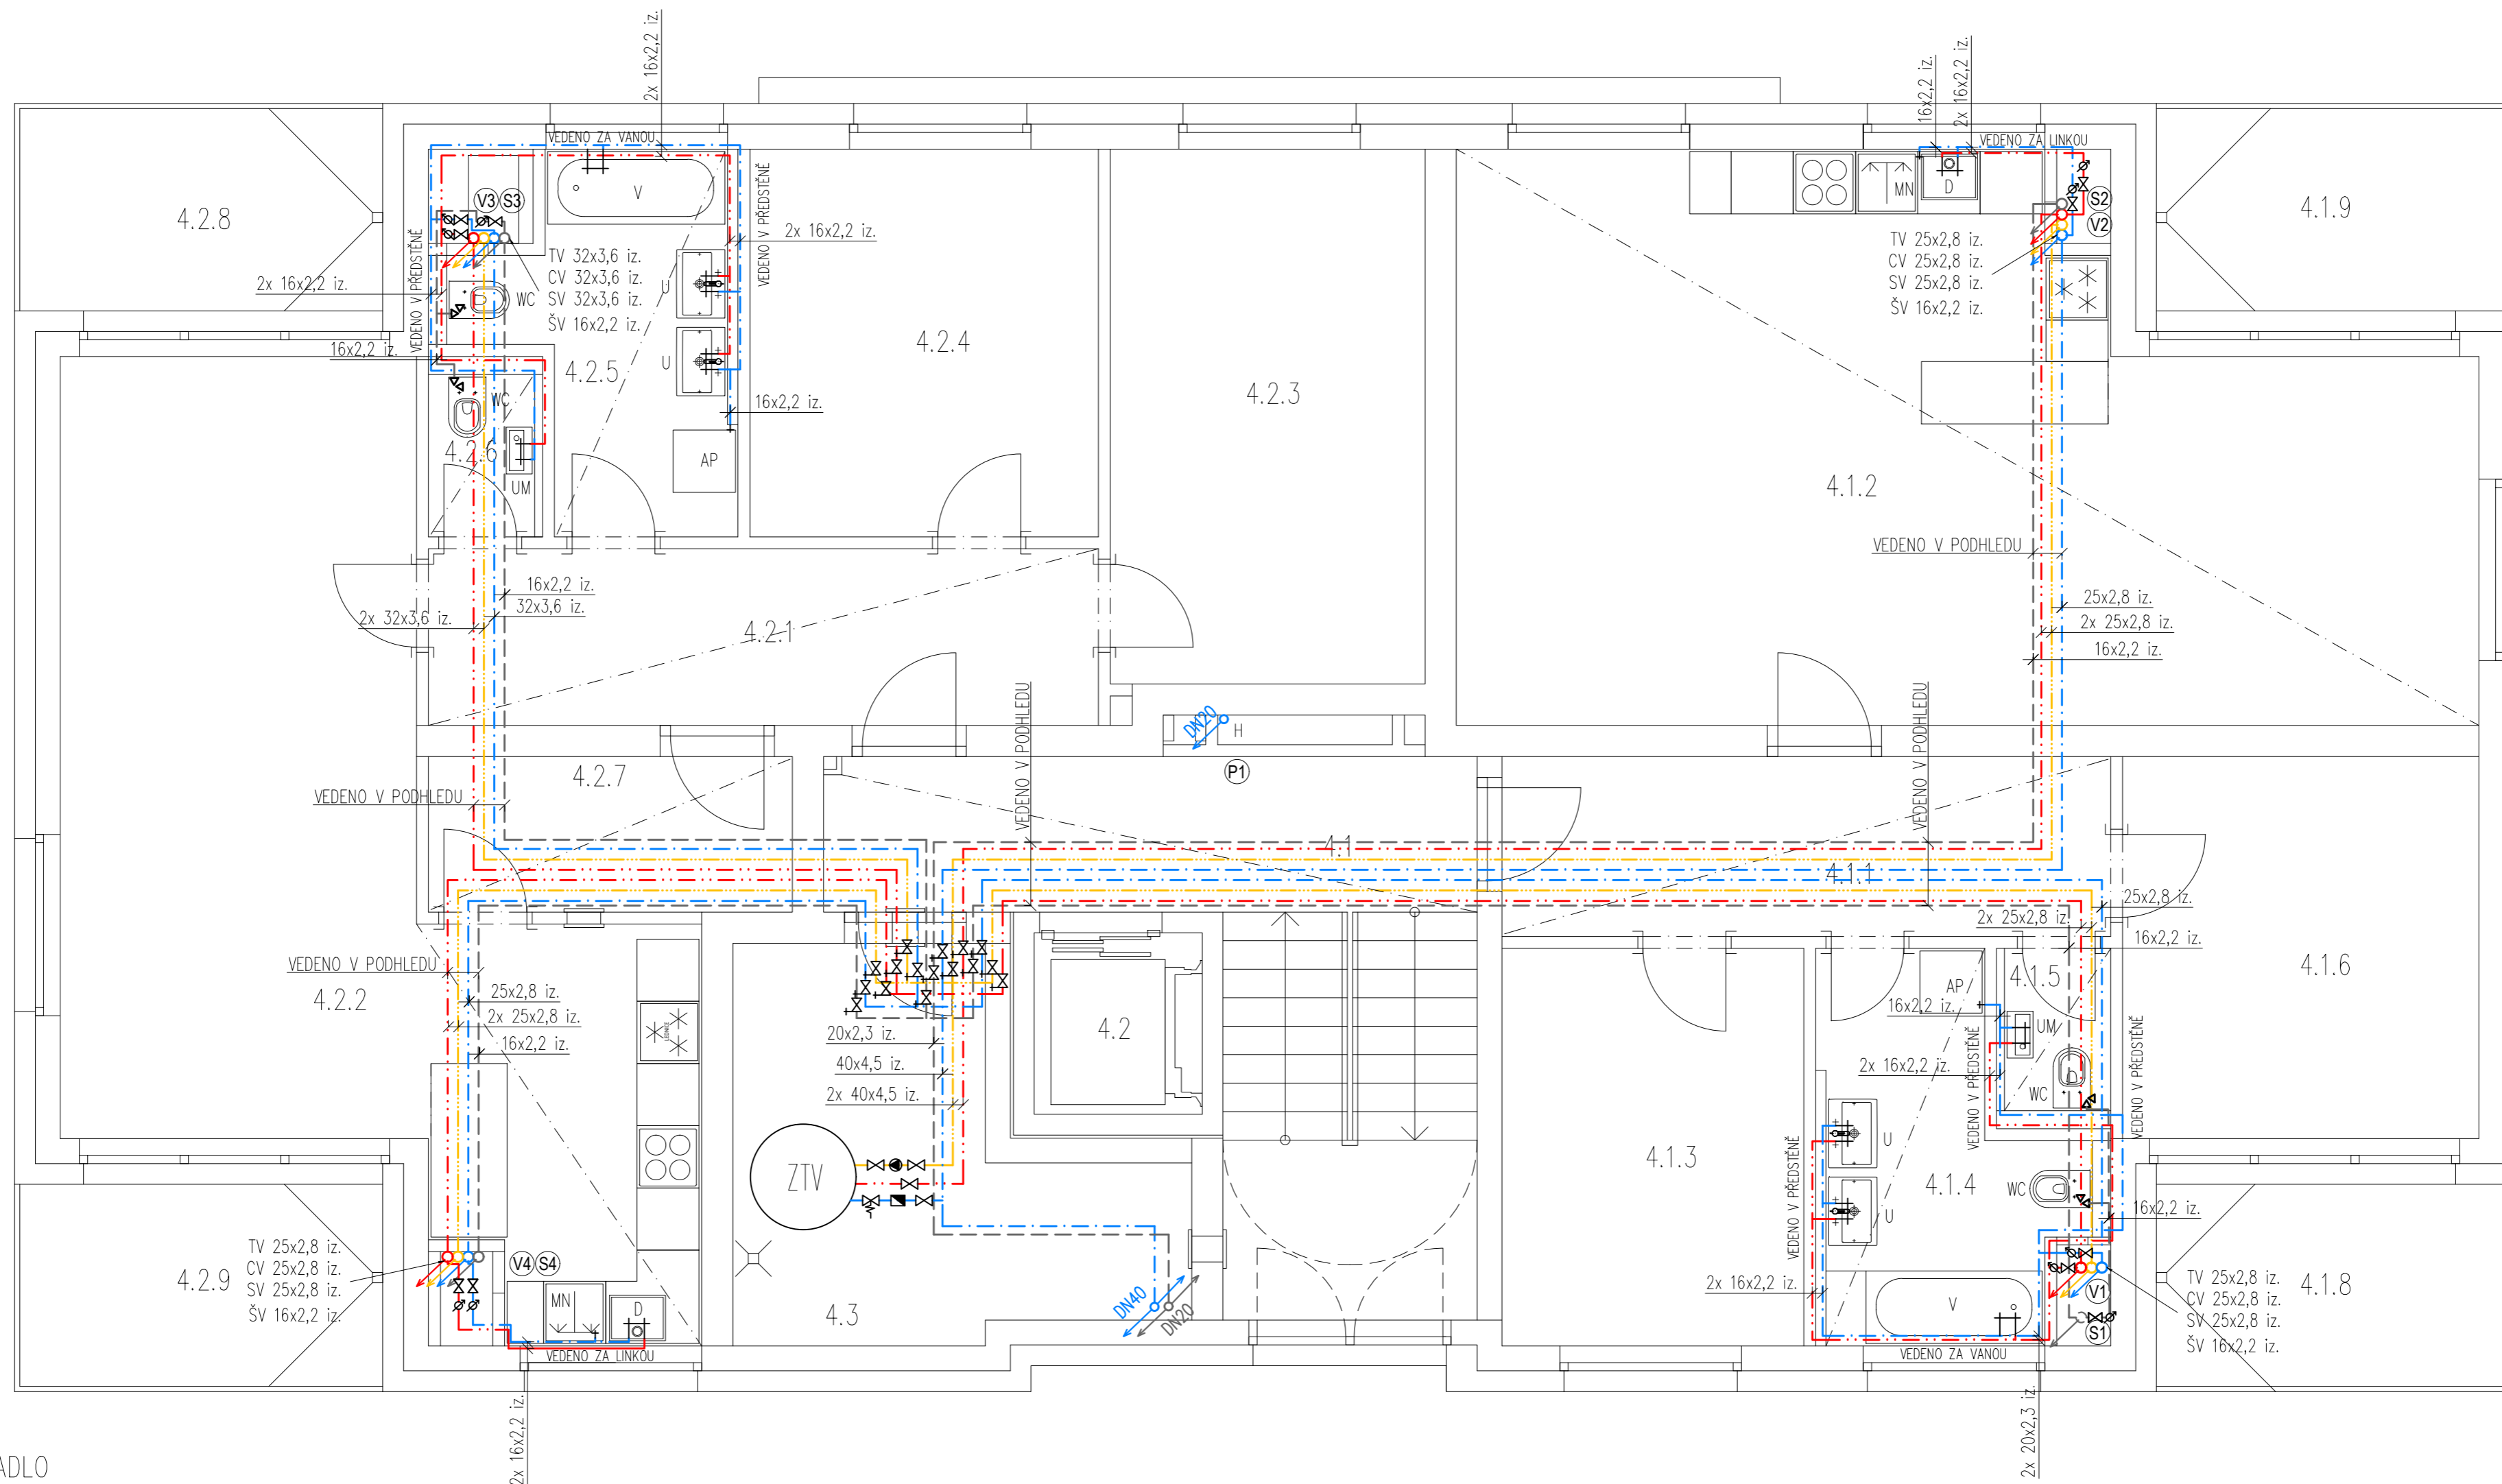 2x 16x2,2 iz.
16x2,2 iz.
2x 16x2,2 iz.
VEDENO ZA VANOU
VEDENO ZA LINKOU
V
MN
D
V3
S3
S2
V2
4.2.8
4.1.9
VEDENO V PŘEDSTĚNĚ
VEDENO V PŘEDSTĚNĚ
2x 16x2,2 iz.
TV 32x3,6 iz.
CV 32x3,6 iz.
SV 32x3,6 iz.
ŠV 16x2,2 iz.
TV 25x2,8 iz.
CV 25x2,8 iz.
SV 25x2,8 iz.
ŠV 16x2,2 iz.
2x 16x2,2 iz.
WC
U
16x2,2 iz.
4.2.5
U
4.2.4
4.2.3
WC
16x2,2 iz.
4.2.6
AP
UM
4.1.2
VEDENO V PODHLEDU
16x2,2 iz.
32x3,6 iz.
2x 32x3,6 iz.
4.2.1
25x2,8 iz.
2x 25x2,8 iz.
16x2,2 iz.
DN20
H
P1
VEDENO V PODHLEDU
VEDENO V PODHLEDU
4.2.7
VEDENO V PODHLEDU
4.1
4.1.1
25x2,8 iz.
2x 25x2,8 iz.
16x2,2 iz.
VEDENO V PODHLEDU
4.2.2
25x2,8 iz.
2x 25x2,8 iz.
16x2,2 iz.
LEDNICE
20x2,3 iz.
40x4,5 iz.
2x 40x4,5 iz.
4.2
AP
4.1.5
4.1.6
16x2,2 iz.
UM
2x 16x2,2 iz.
WC
VEDENO V PŘEDSTĚNĚ
VEDENO V PŘEDSTĚNĚ
VEDENO V PŘEDSTĚNĚ
U
4.1.3
4.1.4
WC
U
16x2,2 iz.
ZTV
TV 25x2,8 iz.
CV 25x2,8 iz.
SV 25x2,8 iz.
ŠV 16x2,2 iz.
4.2.9
V4
S4
MN
D
4.3
DN40
DN20
2x 16x2,2 iz.
V
V1
S1
TV 25x2,8 iz.
CV 25x2,8 iz.
SV 25x2,8 iz.
ŠV 16x2,2 iz.
4.1.8
VEDENO ZA LINKOU
VEDENO ZA VANOU
2x 16x2,2 iz.
2x 20x2,3 iz.
ADLO